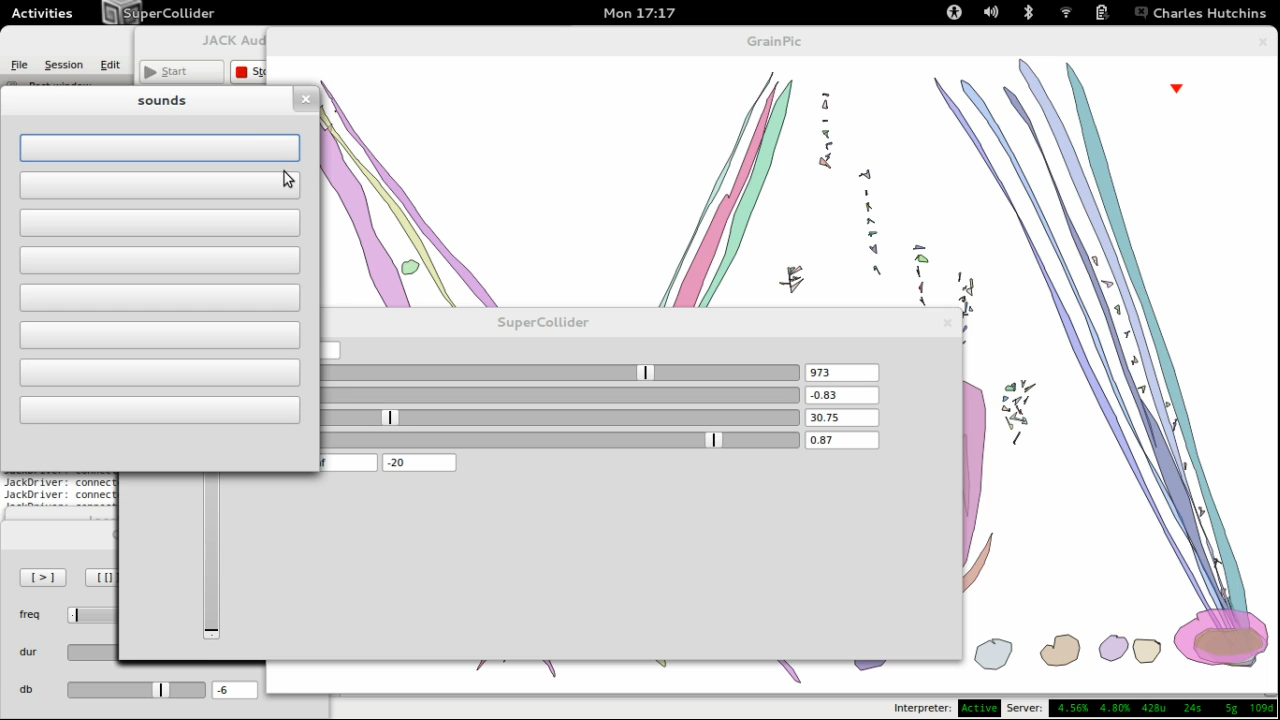 Activities SuperCollider Mon 17:17 Charles Hutchins
JACK Aud
GrainPic
File Session Edit
Start Sto
sounds
SuperCollider
973
-0.83
30.75
0.87
-20
JackDriver: connect
JackDriver: connect
[ > ] [ []
freq
dur
db -6
Interpreter: Active Server: 4.56% 4.80% 428u 24s 5g 109d